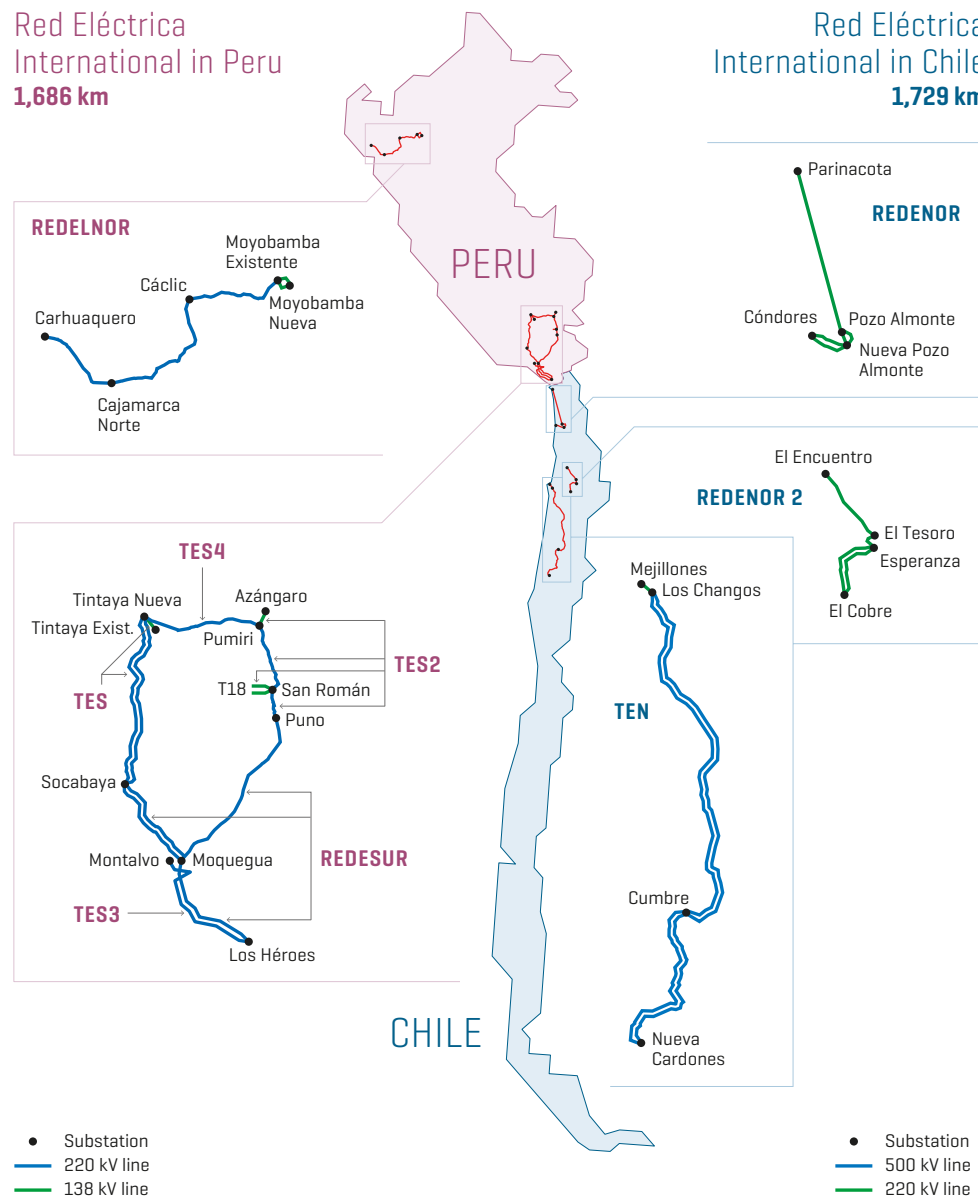 Red Eléctrica
International in Peru
1,686 km
Red Eléctrica
International in Chile
1,729 km
REDELNOR
Moyobamba
Existente
Cáclic
Moyobamba
Nueva
Carhuaquero
Cajamarca
Norte
PERU
Parinacota
REDENOR
Cóndores
Pozo Almonte
Nueva Pozo
Almonte
El Encuentro
REDENOR 2
El Tesoro
Esperanza
El Cobre
TES4
Tintaya Nueva
Azángaro
Tintaya Exist.
Pumiri
TES2
TES
T18
San Román
Puno
Socabaya
REDESUR
Montalvo
Moquegua
TES3
Los Héroes
Mejillones
Los Changos
TEN
Cumbre
Nueva
Cardones
CHILE
Substation
220 kV line
138 kV line
Substation
500 kV line
220 kV line